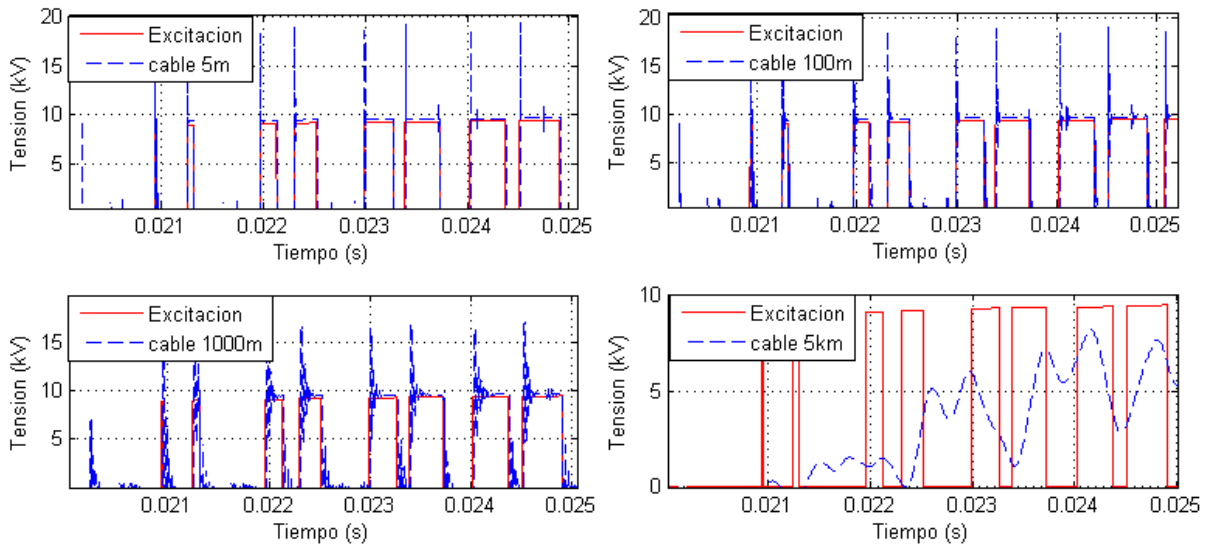 Tension (kV)
20
15
10
5
Excitacion
cable 5m
0.021
0.022
0.023
0.024
0.025
Tiempo (s)
Tension (kV)
20
15
10
5
Excitacion
cable 100m
0.021
0.022
0.023
0.024
0.025
Tiempo (s)
Tension (kV)
15
10
5
Excitacion
cable 1000m
0.021
0.022
0.023
0.024
0.025
Tiempo (s)
Tension (kV)
10
5
0
Excitacion
cable 5km
0.021
0.022
0.023
0.024
0.025
Tiempo (s)